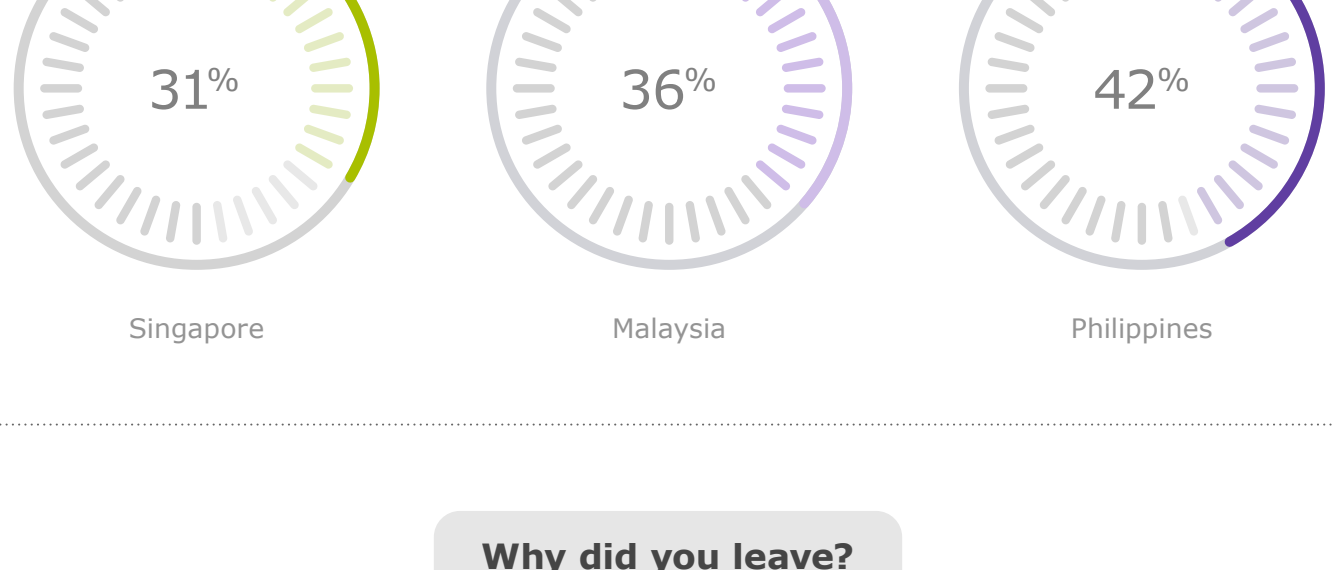 31%
36%
42%
Singapore
Malaysia
Philippines
Why did you leave?